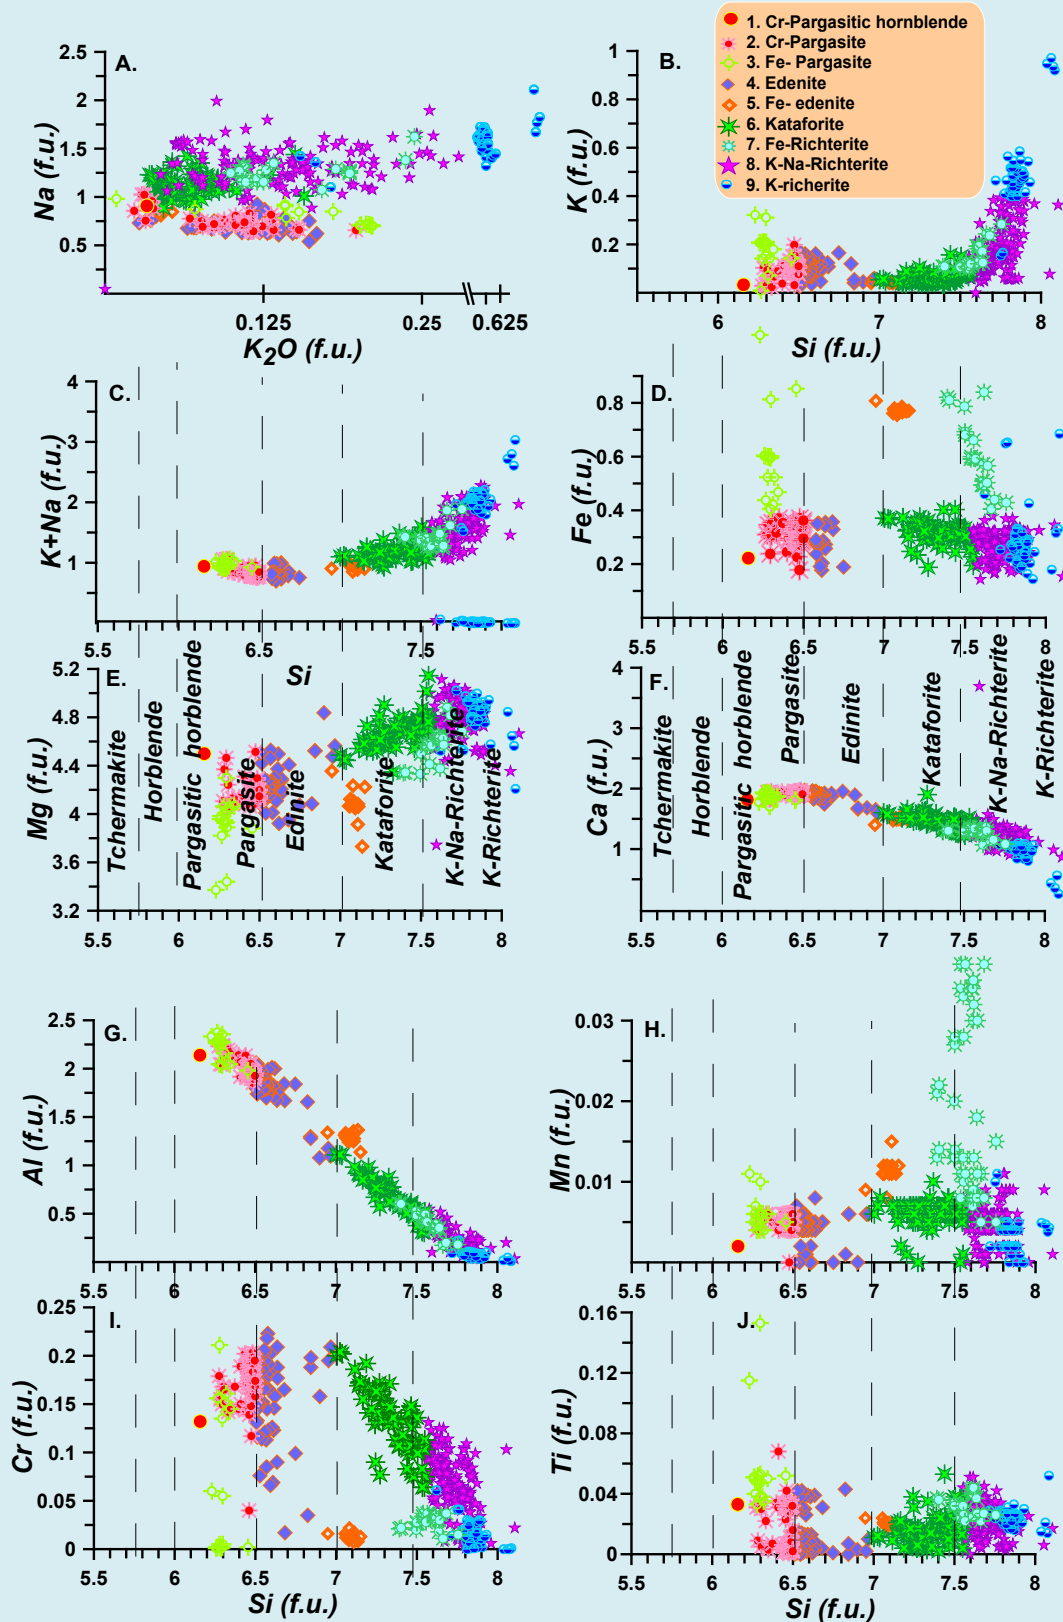 1. Cr-Pargasitic hornblende
2. Cr-Pargasite
3. Fe- Pargasite
4. Edenite
5. Fe- edenite
6. Kataforite
7. Fe-Richterite
8. K-Na-Richterite
9. K-richerite
A.
2.5
2
1.5
1
0.5
Na (f.u.)
0.125
0.25
0.625
K2O (f.u.)
B.
1
0.8
0.6
0.4
0.2
K (f.u.)
6
7
8
Si (f.u.)
C.
4
3
2
1
K+Na (f.u.)
5.5
6.5
7.5
Si
D.
0.8
0.6
0.4
0.2
Fe (f.u.)
5.5
6
6.5
7
7.5
8
E.
5.2
4.8
4.4
4
3.6
3.2
Mg (f.u.)
Tchermakite
Horblende
Pargasitic horblende
Pargasite
Edinite
Kataforite
K-Na-Richterite
K-Richterite
5.5
6
6.5
7
7.5
8
F.
4
3
2
1
Ca (f.u.)
Tchermakite
Horblende
Pargasitic horblende
Pargasite
Edinite
Kataforite
K-Na-Richterite
K-Richterite
5.5
6
6.5
7
7.5
8
G.
2.5
2
1.5
1
0.5
Al (f.u.)
5.5
6
6.5
7
7.5
8
H.
0.03
0.02
0.01
Mn (f.u.)
5.5
6
6.5
7
7.5
8
I.
0.25
0.2
0.15
0.1
0.05
0
Cr (f.u.)
5.5
6
6.5
7
7.5
8
Si (f.u.)
J.
0.16
0.12
0.08
0.04
0
Ti (f.u.)
5.5
6
6.5
7
7.5
8
Si (f.u.)